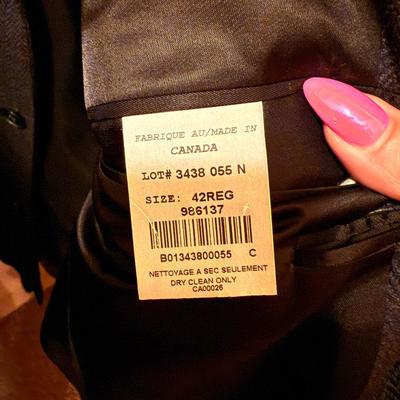 FABRIQUE AU/MADE IN
CANADA
LOT# 3438 055 N
SIZE: 42REG
986137
B01343800055 C
NETTOYAGE A SEC SEULEMENT
DRY CLEAN ONLY
CA00026